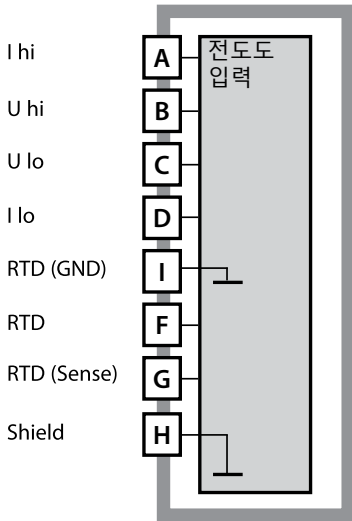 I hi
A
전도도
입력
U hi
B
U lo
C
I lo
D
RTD (GND)
I
RTD
F
RTD (Sense)
G
Shield
H